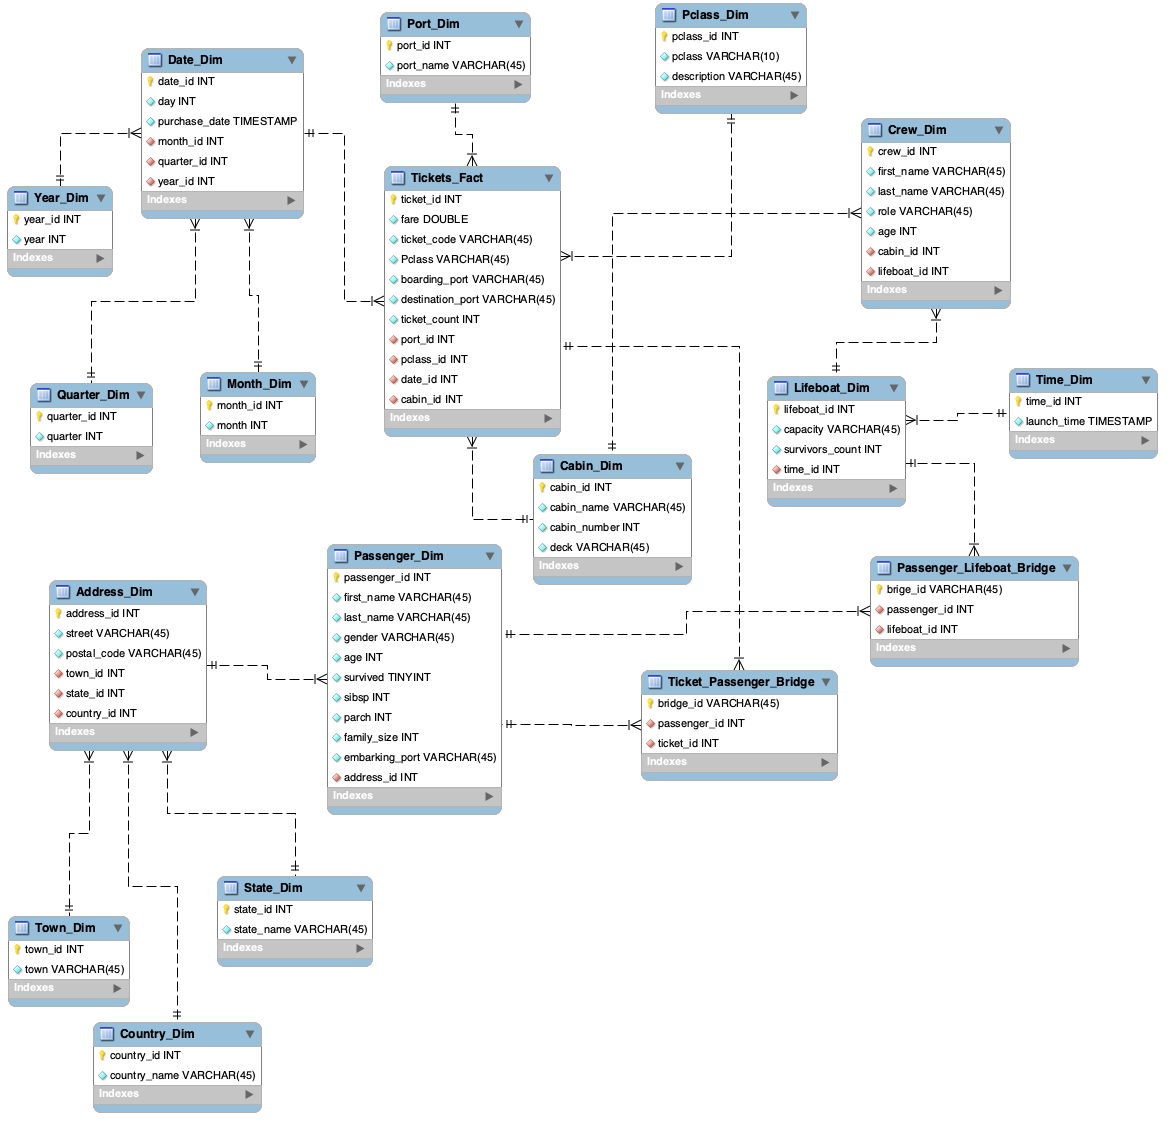 Port_Dim
port_id INT
port_name VARCHAR(45)
Indexes
Pclass_Dim
pclass_id INT
pclass VARCHAR(10)
description VARCHAR(45)
Indexes
Date_Dim
date_id INT
day INT
purchase_date TIMESTAMP
month_id INT
quarter_id INT
year_id INT
Indexes
Crew_Dim
crew_id INT
first_name VARCHAR(45)
last_name VARCHAR(45)
role VARCHAR(45)
age INT
cabin_id INT
lifeboat_id INT
Indexes
Year_Dim
year_id INT
year INT
Indexes
Tickets_Fact
ticket_id INT
fare DOUBLE
ticket_code VARCHAR(45)
Pclass VARCHAR(45)
boarding_port VARCHAR(45)
destination_port VARCHAR(45)
ticket_count INT
port_id INT
pclass_id INT
date_id INT
cabin_id INT
Indexes
Quarter_Dim
quarter_id INT
quarter INT
Indexes
Month_Dim
month_id INT
month INT
Indexes
Lifeboat_Dim
lifeboat_id INT
capacity VARCHAR(45)
survivors_count INT
time_id INT
Indexes
Time_Dim
time_id INT
launch_time TIMESTAMP
Indexes
Cabin_Dim
cabin_id INT
cabin_name VARCHAR(45)
cabin_number INT
deck VARCHAR(45)
Indexes
Passenger_Dim
passenger_id INT
first_name VARCHAR(45)
last_name VARCHAR(45)
gender VARCHAR(45)
age INT
survived TINYINT
sibsp INT
parch INT
family_size INT
embarking_port VARCHAR(45)
address_id INT
Indexes
Passenger_Lifeboat_Bridge
brige_id VARCHAR(45)
passenger_id INT
lifeboat_id INT
Indexes
Address_Dim
address_id INT
street VARCHAR(45)
postal_code VARCHAR(45)
town_id INT
state_id INT
country_id INT
Indexes
Ticket_Passenger_Bridge
bridge_id VARCHAR(45)
passenger_id INT
ticket_id INT
Indexes
State_Dim
state_id INT
state_name VARCHAR(45)
Indexes
Town_Dim
town_id INT
town VARCHAR(45)
Indexes
Country_Dim
country_id INT
country_name VARCHAR(45)
Indexes